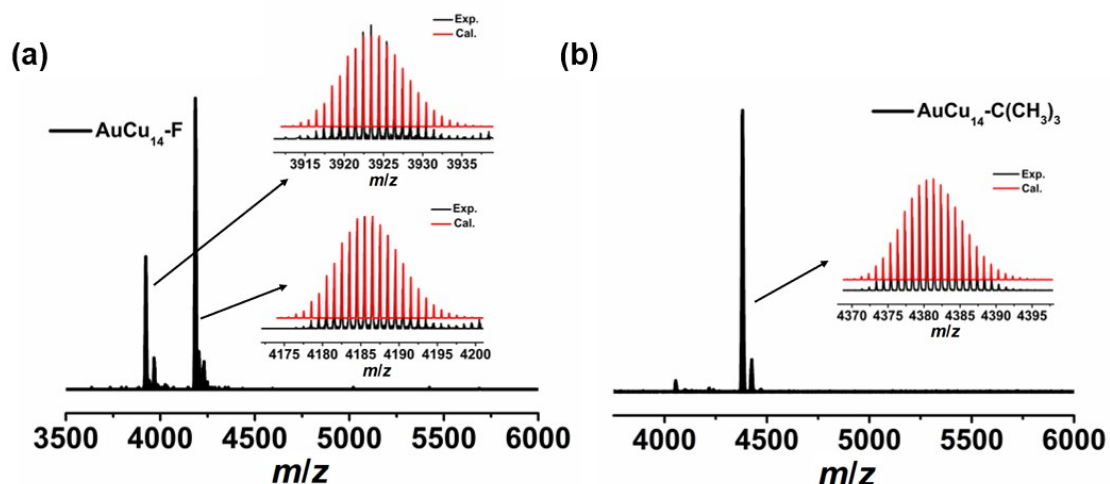 (a)
AuCu14-F
Exp.
Cal.
3915 3920 3925 3930 3935
m/z
Exp.
Cal.
4175 4180 4185 4190 4195 4200
m/z
3500 4000 4500 5000 5500 6000
m/z
(b)
AuCu14-C(CH3)3
Exp.
Cal.
4370 4375 4380 4385 4390 4395
m/z
4000 4500 5000 5500 6000
m/z